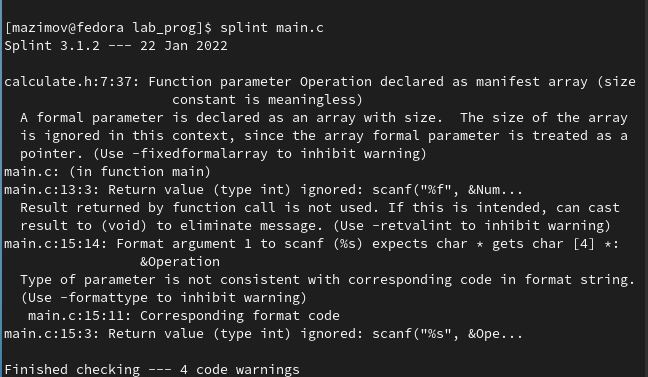 [mazimov@fedora lab_prog]$ splint main.c
Splint 3.1.2 --- 22 Jan 2022
calculate.h:7:37: Function parameter Operation declared as manifest array (size
constant is meaningless)
A formal parameter is declared as an array with size.  The size of the array
is ignored in this context, since the array formal parameter is treated as a
pointer. (Use -fixedformalarray to inhibit warning)
main.c: (in function main)
main.c:13:3: Return value (type int) ignored: scanf("%f", &Num...
Result returned by function call is not used. If this is intended, can cast
result to (void) to eliminate message. (Use -retvalint to inhibit warning)
main.c:15:14: Format argument 1 to scanf (%s) expects char * gets char [4] *:
&Operation
Type of parameter is not consistent with corresponding code in format string.
(Use -formattype to inhibit warning)
main.c:15:11: Corresponding format code
main.c:15:3: Return value (type int) ignored: scanf("%s", &Ope...
Finished checking --- 4 code warnings